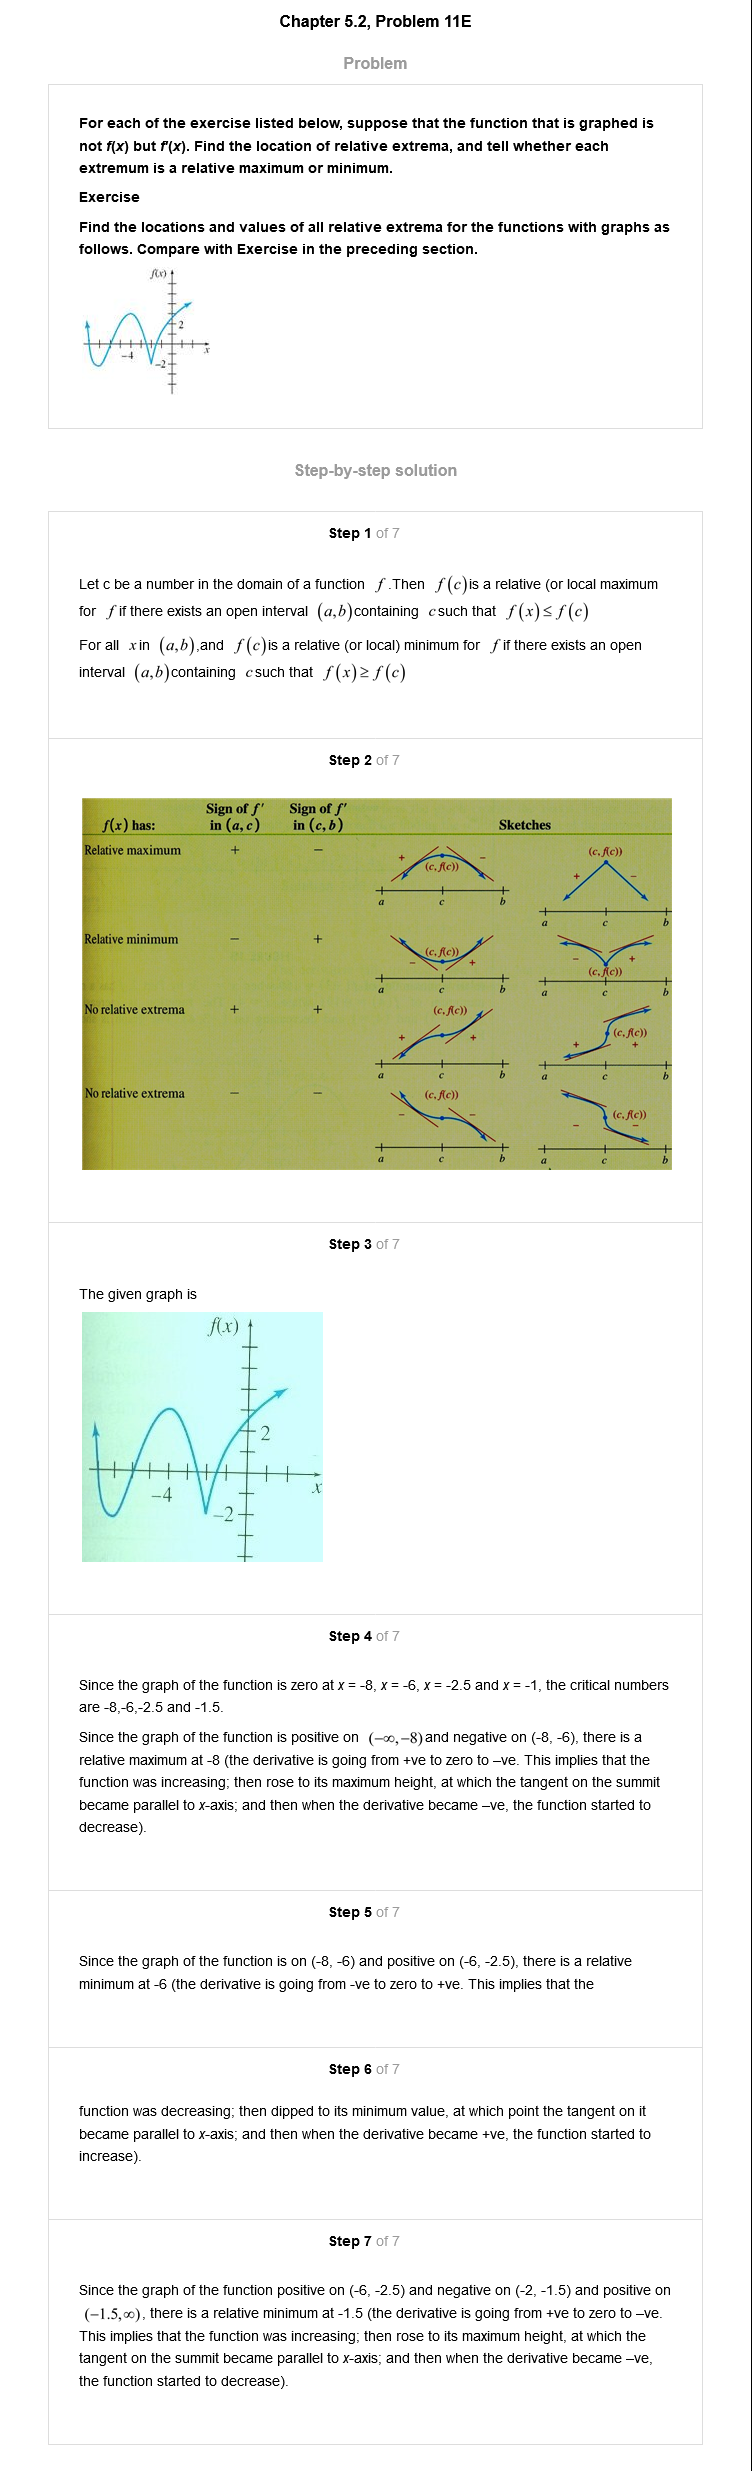 Chapter 5.2, Problem 11E
Problem
For each of the exercise listed below, suppose that the function that is graphed is
not f(x) but f'(x). Find the location of relative extrema, and tell whether each
extremum is a relative maximum or minimum.
Exercise
Find the locations and values of all relative extrema for the functions with graphs as
follows. Compare with Exercise in the preceding section.
f(x)
2
-4
x
-2
Step-by-step solution
Step 1 of 7
Let c be a number in the domain of a function f .Then f(c)is a relative (or local maximum
for f if there exists an open interval (a,b)containing c such that f(x)≤f(c)
For all x in (a,b),and f(c)is a relative (or local) minimum for f if there exists an open
interval (a,b)containing c such that f(x)≥f(c)
Step 2 of 7
Sign of f' Sign of f'
f(x) has: in (a, c) in (c, b) Sketches
Relative maximum + −
+ (c, f(c)) −
a c b
(c, f(c))
+ −
a c b
Relative minimum − +
(c, f(c))
− +
a c b
− +
(c, f(c))
a c b
No relative extrema + +
(c, f(c))
+ +
a c b
(c, f(c))
+ +
a c b
No relative extrema − −
(c, f(c))
− −
a c b
(c, f(c))
− −
a c b
Step 3 of 7
The given graph is
f(x)
2
-4
x
-2
Step 4 of 7
Since the graph of the function is zero at x = -8, x = -6, x = -2.5 and x = -1, the critical numbers
are -8,-6,-2.5 and -1.5.
Since the graph of the function is positive on (−∞,−8)and negative on (-8, -6), there is a
relative maximum at -8 (the derivative is going from +ve to zero to –ve. This implies that the
function was increasing; then rose to its maximum height, at which the tangent on the summit
became parallel to x-axis; and then when the derivative became –ve, the function started to
decrease).
Step 5 of 7
Since the graph of the function is on (-8, -6) and positive on (-6, -2.5), there is a relative
minimum at -6 (the derivative is going from -ve to zero to +ve. This implies that the
Step 6 of 7
function was decreasing; then dipped to its minimum value, at which point the tangent on it
became parallel to x-axis; and then when the derivative became +ve, the function started to
increase).
Step 7 of 7
Since the graph of the function positive on (-6, -2.5) and negative on (-2, -1.5) and positive on
(−1.5,∞), there is a relative minimum at -1.5 (the derivative is going from +ve to zero to –ve.
This implies that the function was increasing; then rose to its maximum height, at which the
tangent on the summit became parallel to x-axis; and then when the derivative became –ve,
the function started to decrease).